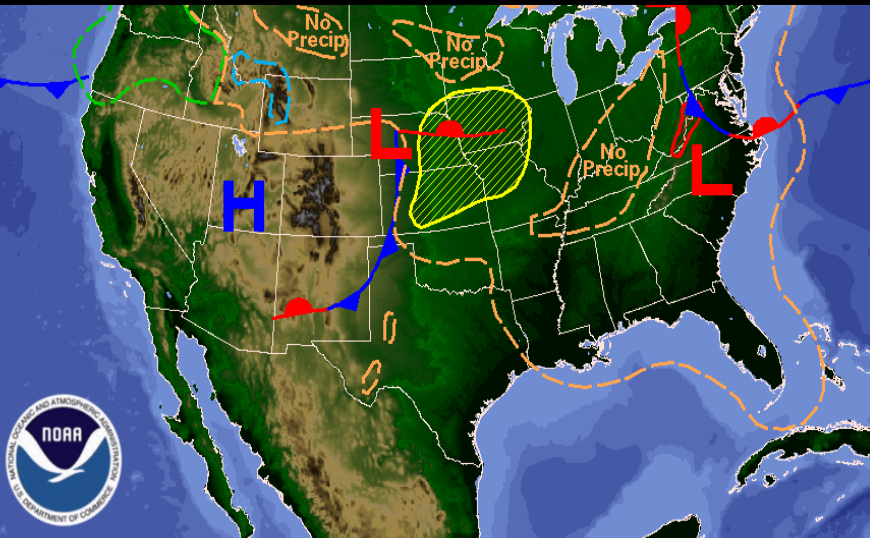 No
Precip
No
Precip
L
No
Precip
L
H
NATIONAL OCEANIC AND ATMOSPHERIC ADMINISTRATION
NOAA
U.S. DEPARTMENT OF COMMERCE